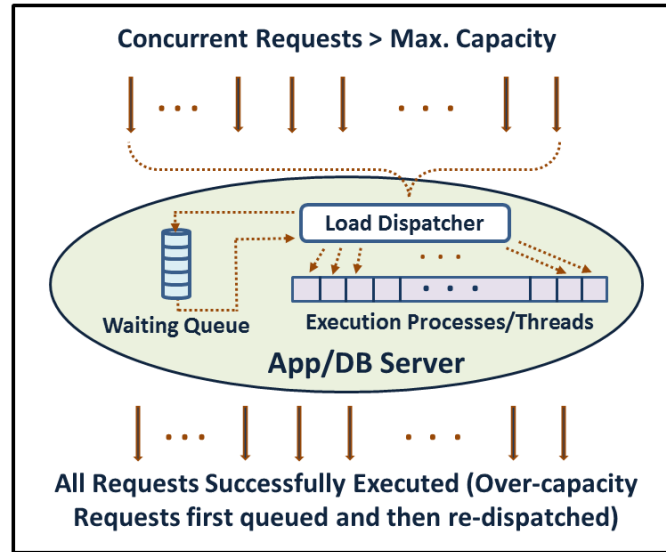 Concurrent Requests > Max. Capacity
Load Dispatcher
Waiting Queue
Execution Processes/Threads
App/DB Server
All Requests Successfully Executed (Over-capacity
Requests first queued and then re-dispatched)